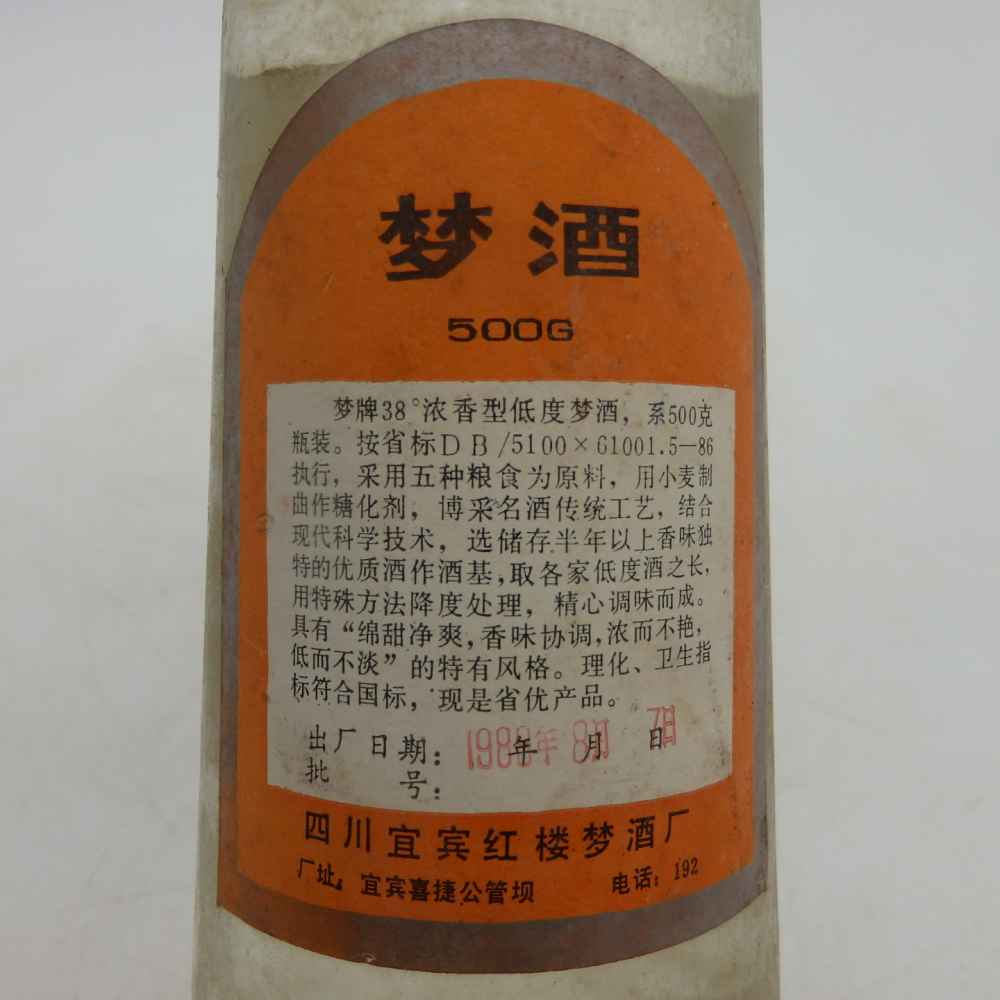 梦酒
500G
梦牌38°浓香型低度梦酒，系500克
瓶装。按省标DB/5100×G1001.5—86
执行，采用五种粮食为原料，用小麦制
曲作糖化剂，博采名酒传统工艺，结合
现代科学技术，选储存半年以上香味独
特的优质酒作酒基，取各家低度酒之长，
用特殊方法降度处理，精心调味而成。
具有“绵甜净爽，香味协调，浓而不艳，
低而不淡”的特有风格。理化、卫生指
标符合国标，现是省优产品。
出厂日期：1988年年8月月7日日
批号：
四川宜宾红楼梦酒厂
厂址：宜宾喜捷公管坝 电话：192